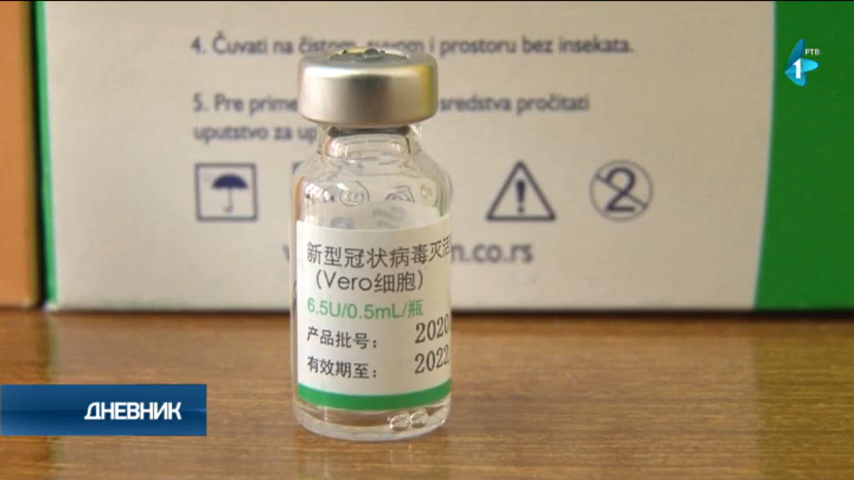 4. Čuvati na čistom, suvom i prostoru bez insekata.
РТВ
1
5. Pre prime sredstva pročitati
uputstvo za up
2
n.co.rs
新型冠状病毒灭活
(Vero细胞)
6.5U/0.5mL/瓶
产品批号: 2020
有效期至: 2022
ДНЕВНИК